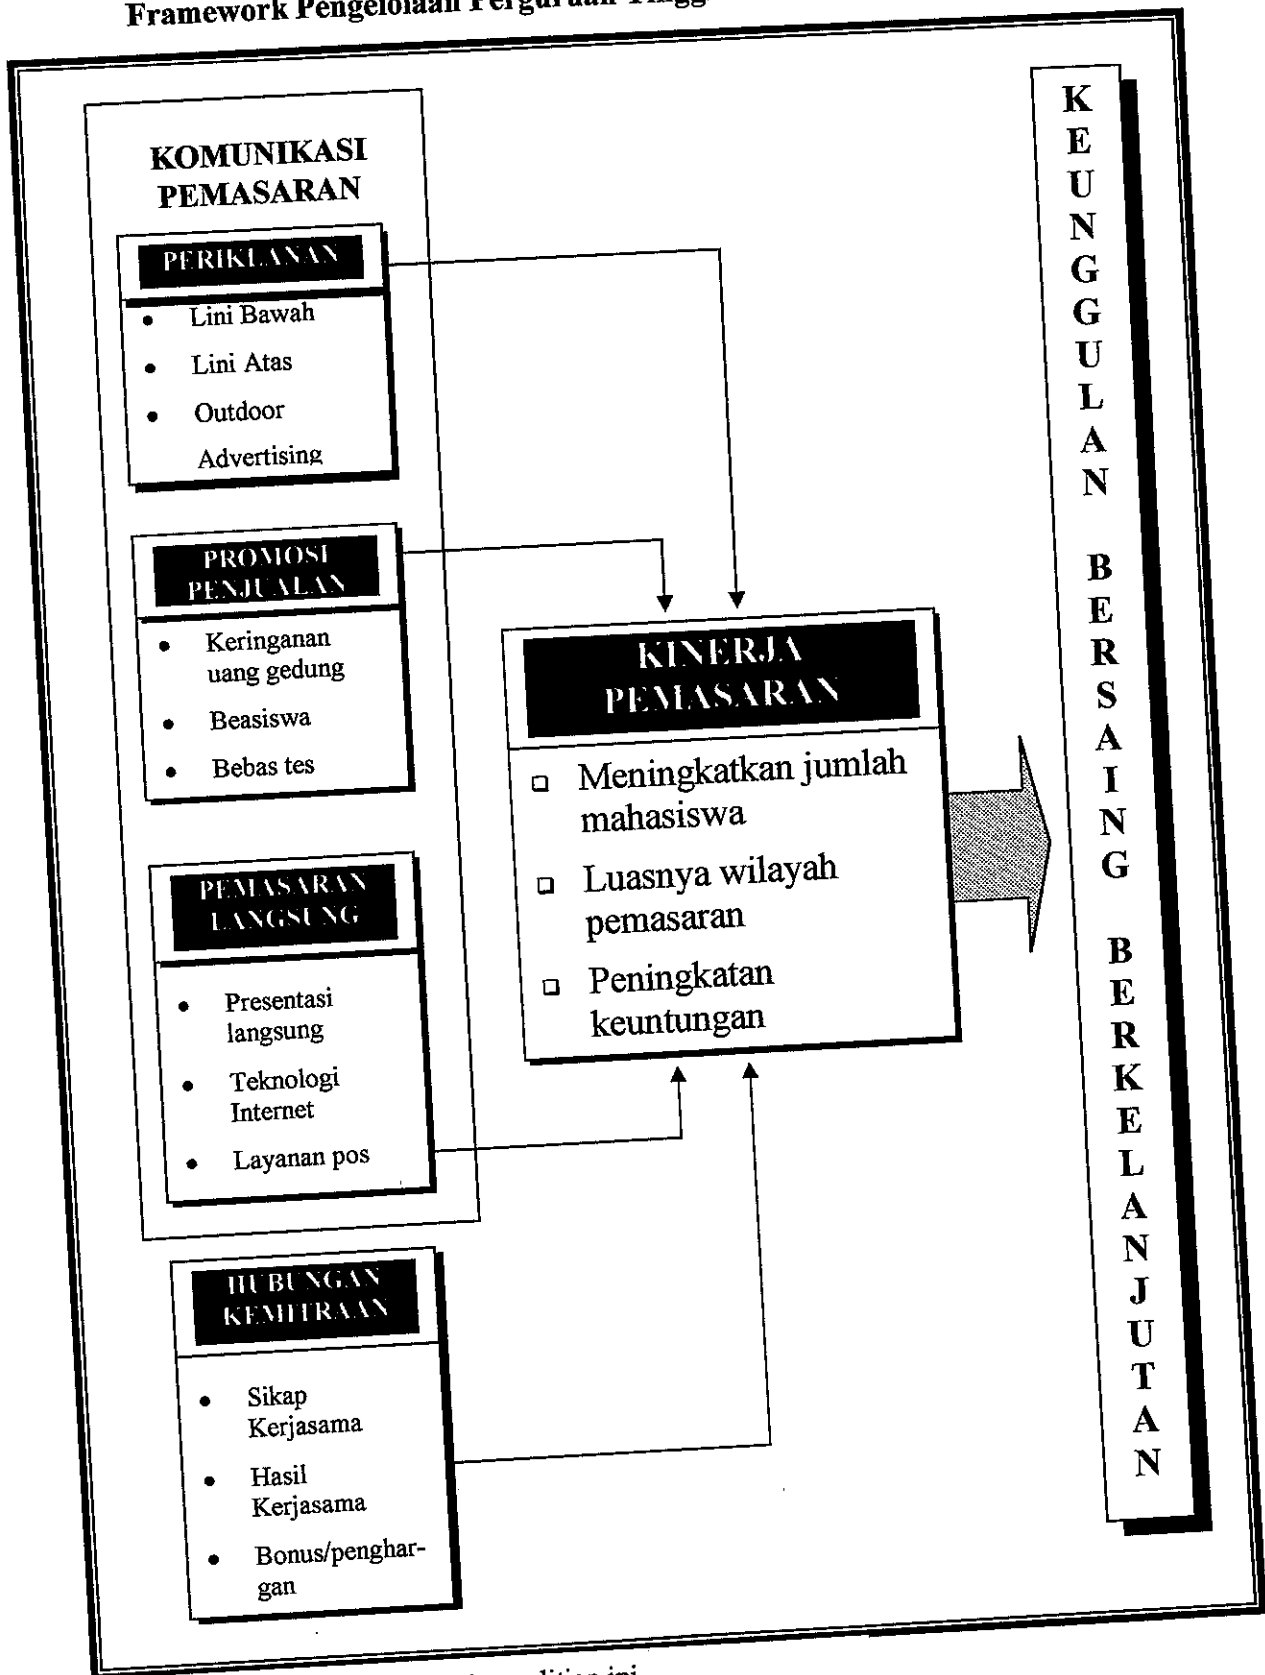 Framework Pengelolaan Perguruan
KOMUNIKASI
PEMASARAN
PERIKLANAN
• Lini Bawah
• Lini Atas
• Outdoor
Advertising
PROMOSI
PENJUALAN
• Keringanan
uang gedung
• Beasiswa
• Bebas tes
PEMASARAN
LANGSUNG
• Presentasi
langsung
• Teknologi
Internet
• Layanan pos
HUBUNGAN
KEMITRAAN
• Sikap
Kerjasama
• Hasil
Kerjasama
• Bonus/penghar-
gan
KINERJA
PEMASARAN
❑ Meningkatkan jumlah
mahasiswa
❑ Luasnya wilayah
pemasaran
❑ Peningkatan
keuntungan
KEUNGGULAN BERSAING BERKELANJUTAN
ini